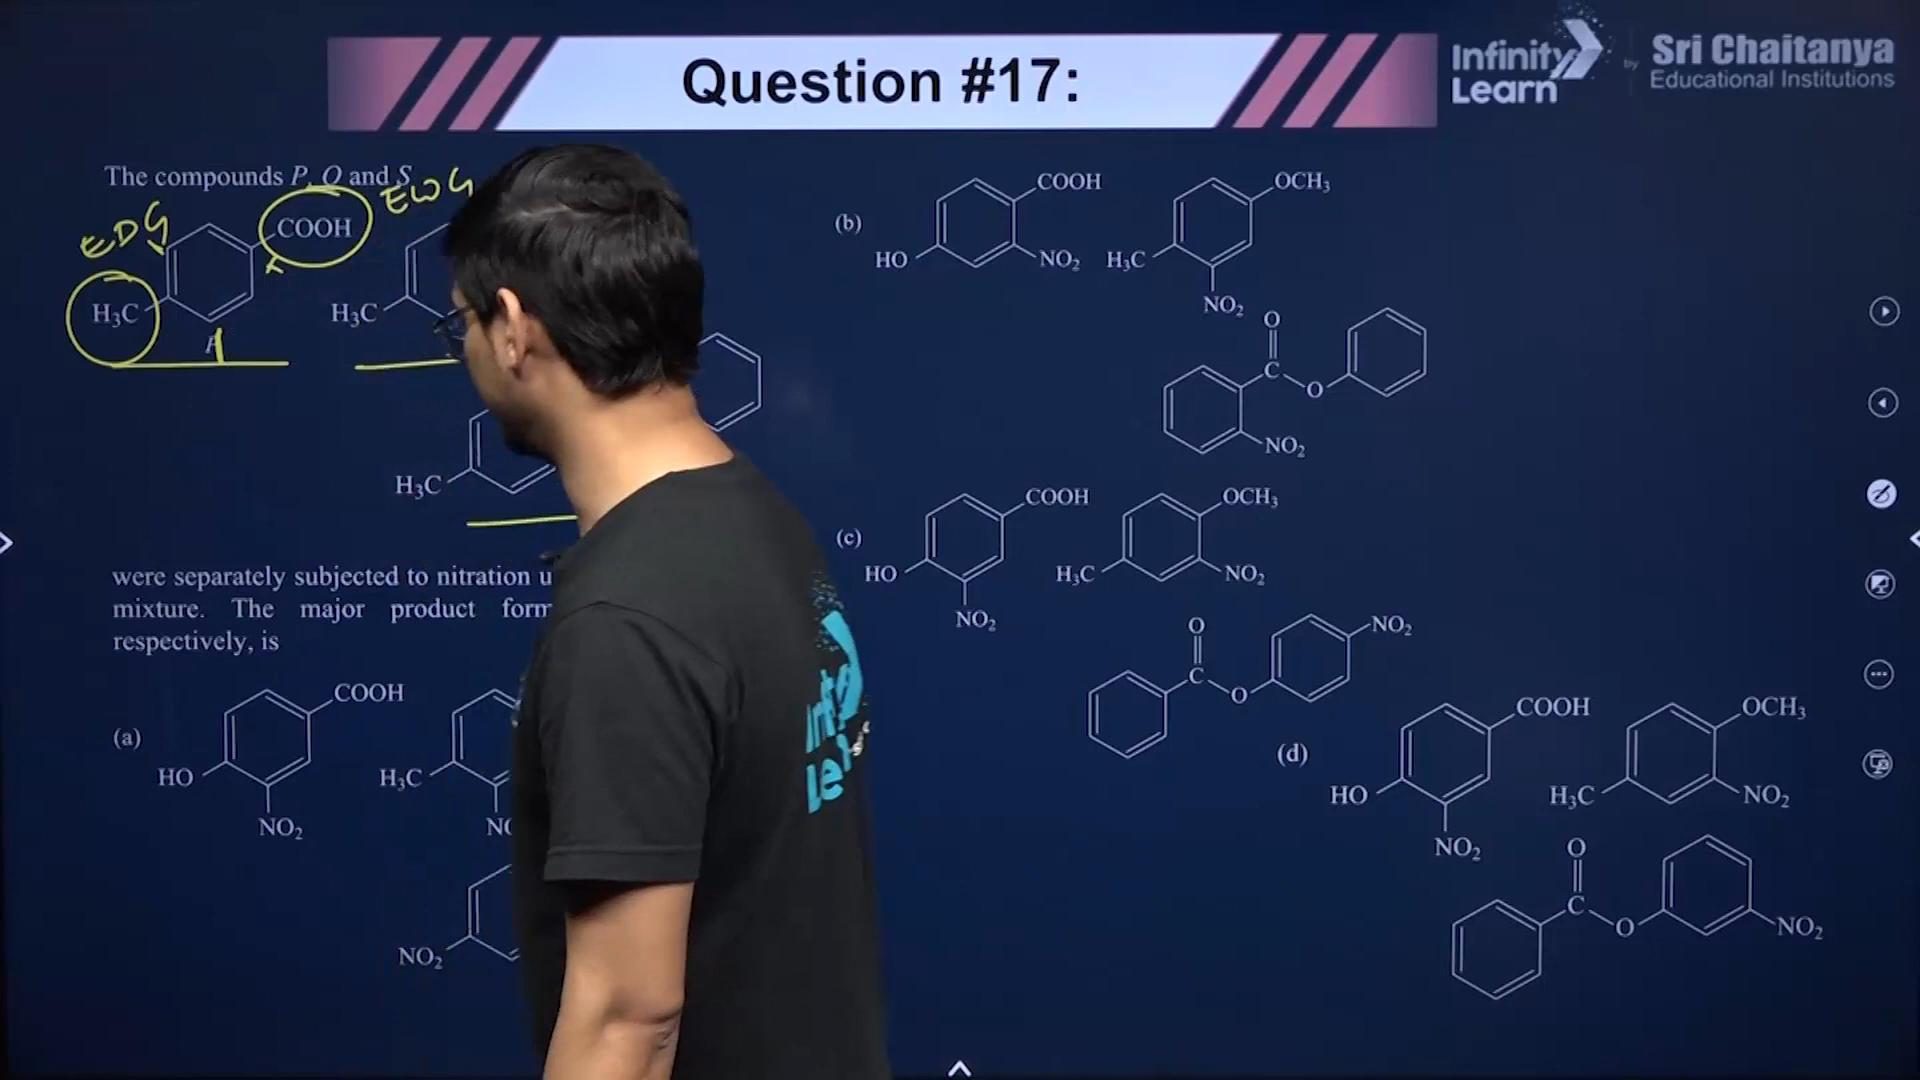 Question #17:
Infinity Learn
by
Sri Chaitanya
Educational Institutions
The compounds P, Q and S
EDG
COOH
EWG
H₃C
H₃C
H₃C
were separately subjected to nitration
mixture. The major product
respectively, is
(a)
COOH
HO
NO₂
H₃C
NO₂
(b)
COOH
HO
NO₂
OCH₃
H₃C
NO₂
O
C
O
NO₂
(c)
COOH
HO
NO₂
OCH₃
H₃C
NO₂
O
C
O
NO₂
(d)
COOH
HO
NO₂
OCH₃
H₃C
NO₂
O
C
O
NO₂